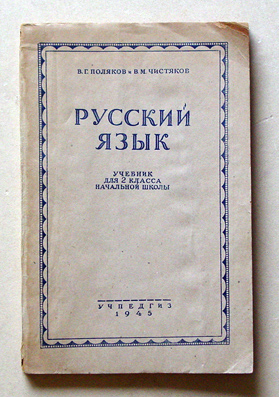 В. Г. ПОЛЯКОВ и В. М. ЧИСТЯКОВ
РУССКИЙ
ЯЗЫК
УЧЕБНИК
ДЛЯ 2 КЛАССА
НАЧАЛЬНОЙ ШКОЛЫ
УЧПЕДГИЗ
1945